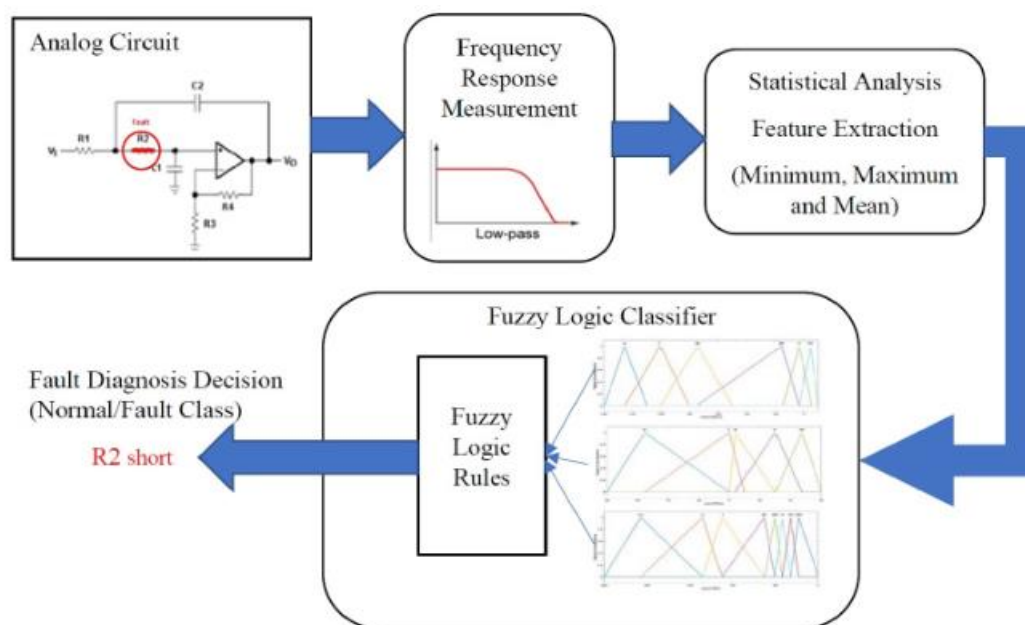 Analog Circuit
C2
Fault
R1
R2
Vi
C1
VO
R4
R3
Frequency
Response
Measurement
Low-pass
Statistical Analysis
Feature Extraction
(Minimum, Maximum
and Mean)
Fuzzy Logic Classifier
Fuzzy
Logic
Rules
Fault Diagnosis Decision
(Normal/Fault Class)
R2 short